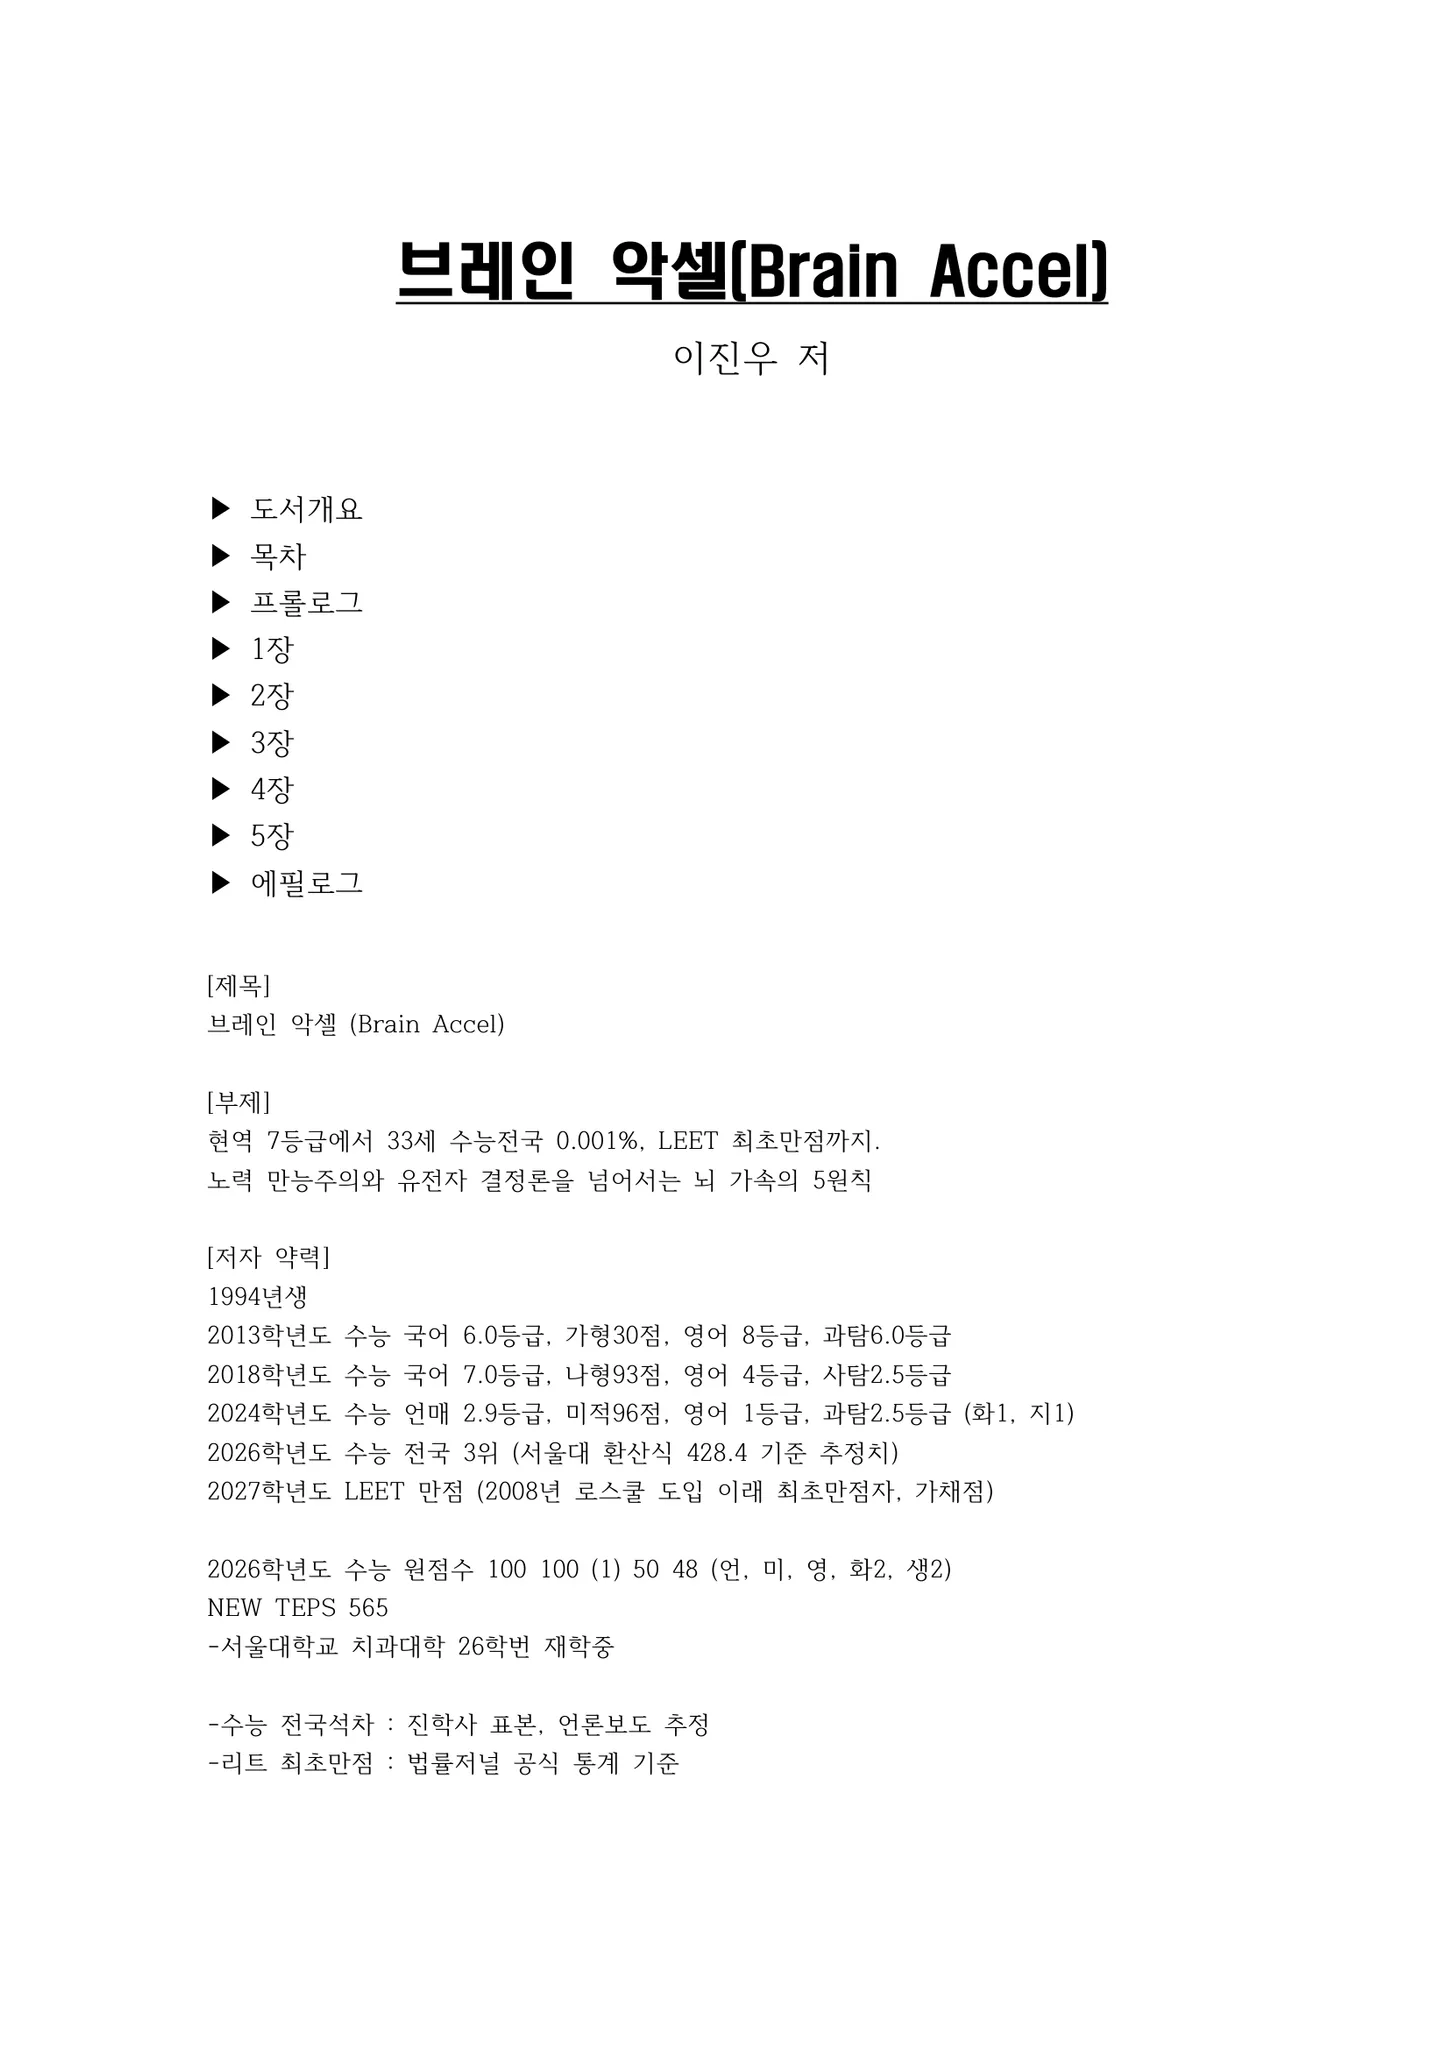 브레인 악셀(Brain Accel)
이진우 저
▶ 도서개요
▶ 목차
▶ 프롤로그
▶ 1장
▶ 2장
▶ 3장
▶ 4장
▶ 5장
▶ 에필로그
[제목]
브레인 악셀 (Brain Accel)
[부제]
현역 7등급에서 33세 수능전국 0.001%, LEET 최초만점까지.
노력 만능주의와 유전자 결정론을 넘어서는 뇌 가속의 5원칙
[저자 약력]
1994년생
2013학년도 수능 국어 6.0등급, 가형30점, 영어 8등급, 과탐6.0등급
2018학년도 수능 국어 7.0등급, 나형93점, 영어 4등급, 사탐2.5등급
2024학년도 수능 언매 2.9등급, 미적96점, 영어 1등급, 과탐2.5등급 (화1, 지1)
2026학년도 수능 전국 3위 (서울대 환산식 428.4 기준 추정치)
2027학년도 LEET 만점 (2008년 로스쿨 도입 이래 최초만점자, 가채점)
2026학년도 수능 원점수 100 100 (1) 50 48 (언, 미, 영, 화2, 생2)
NEW TEPS 565
-서울대학교 치과대학 26학번 재학중
-수능 전국석차 : 진학사 표본, 언론보도 추정
-리트 최초만점 : 법률저널 공식 통계 기준